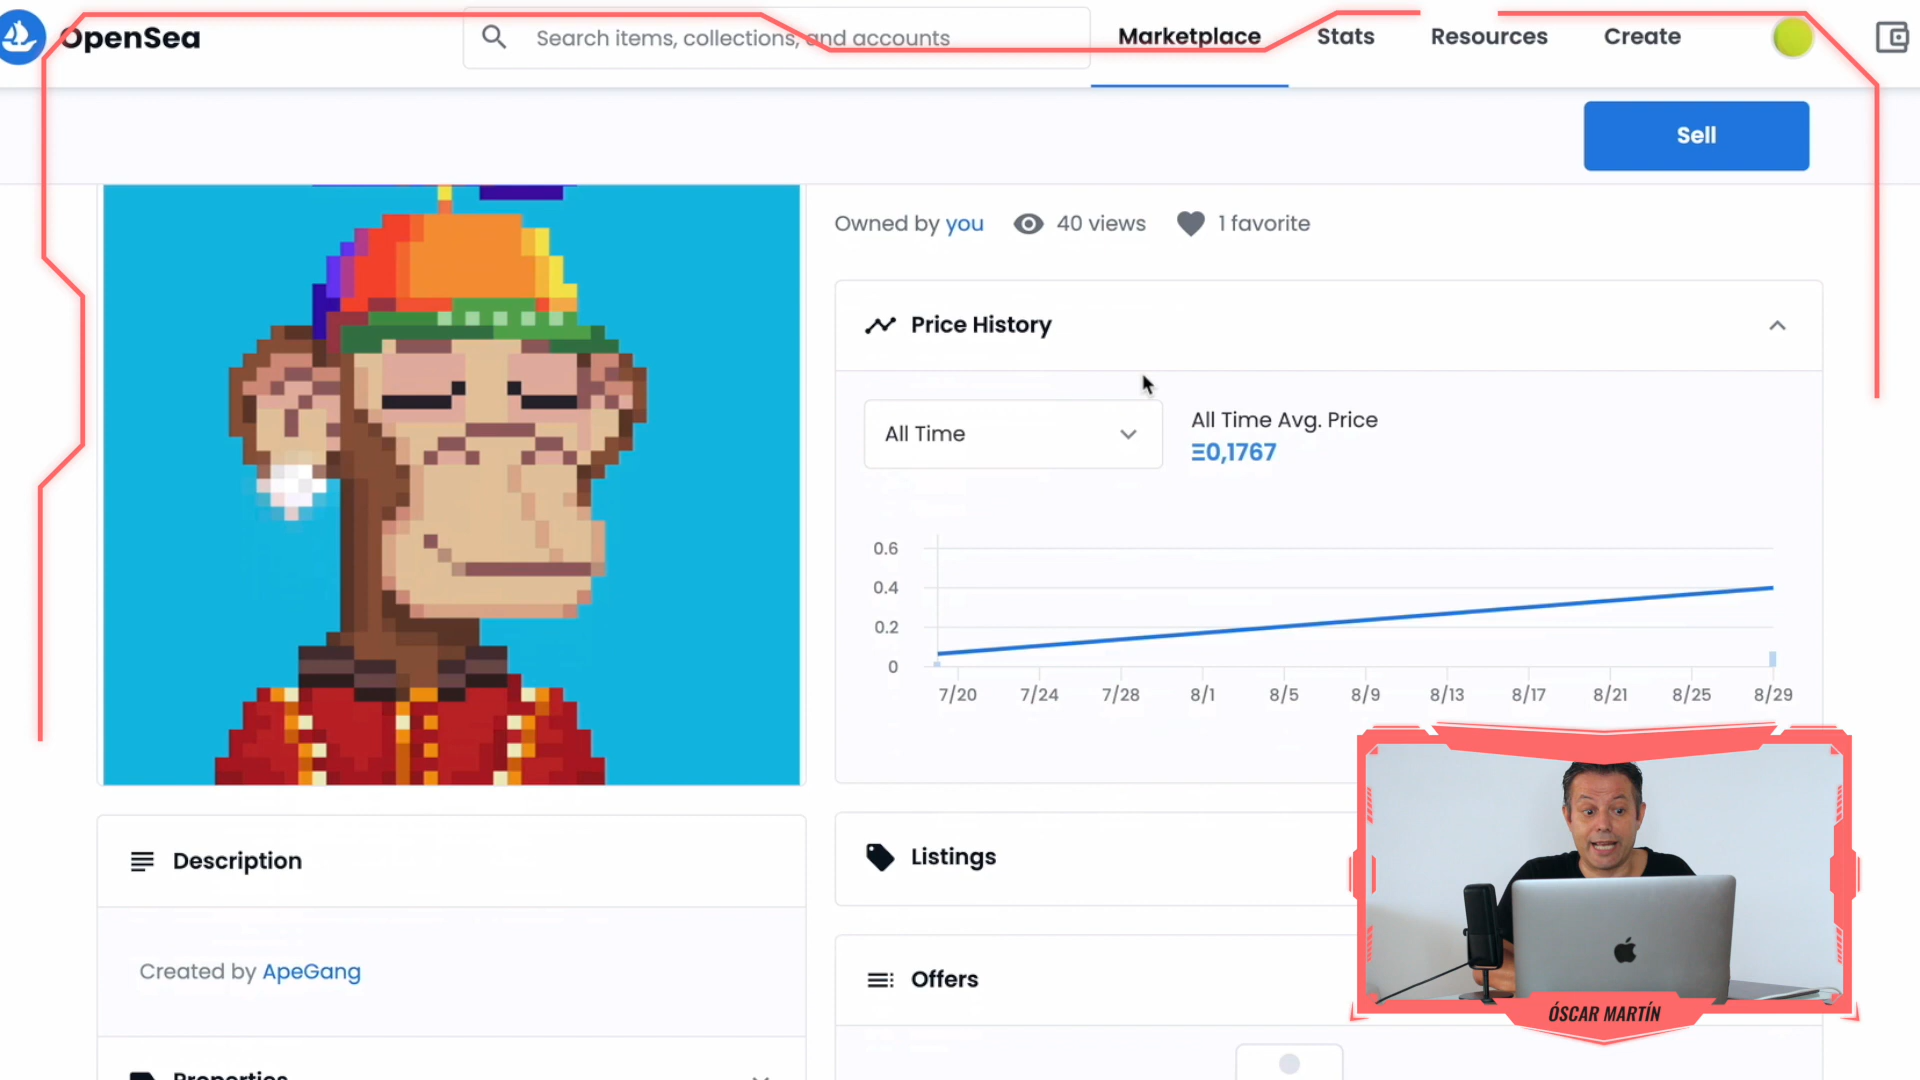 OpenSea
Search items, collections, and accounts
Marketplace
Stats
Resources
Create
Sell
Owned by you
40 views
1 favorite
Price History
All Time
All Time Avg. Price
Ξ0,1767
0.6
0.4
0.2
0
7/20 7/24 7/28 8/1 8/5 8/9 8/13 8/17 8/21 8/25 8/29
Description
Created by ApeGang
Properties
Listings
Offers
ÓSCAR MARTÍN